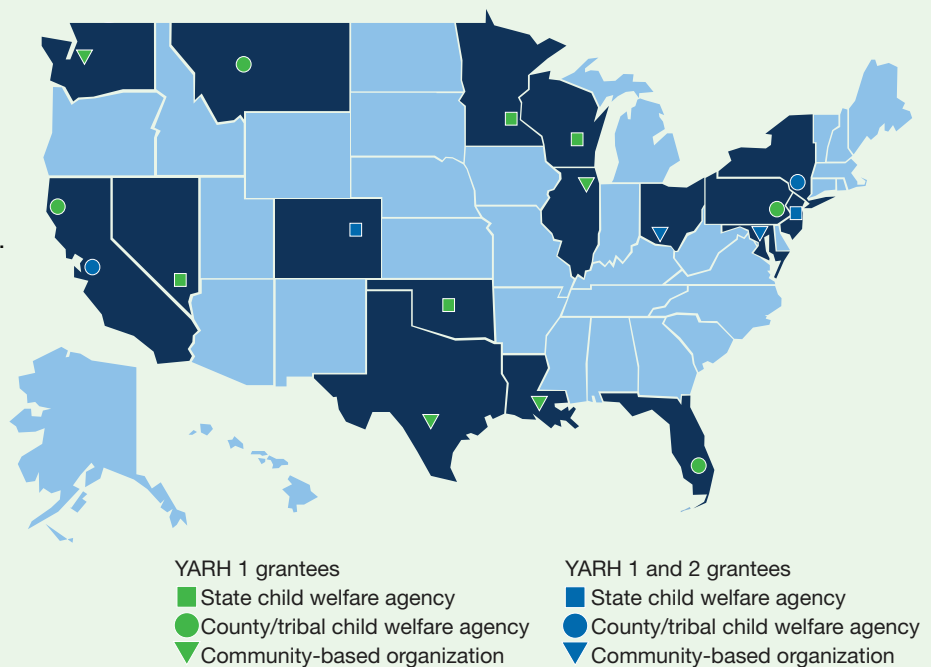 .
YARH 1 grantees
State child welfare agency
County/tribal child welfare agency
Community-based organization
YARH 1 and 2 grantees
State child welfare agency
County/tribal child welfare agency
Community-based organization